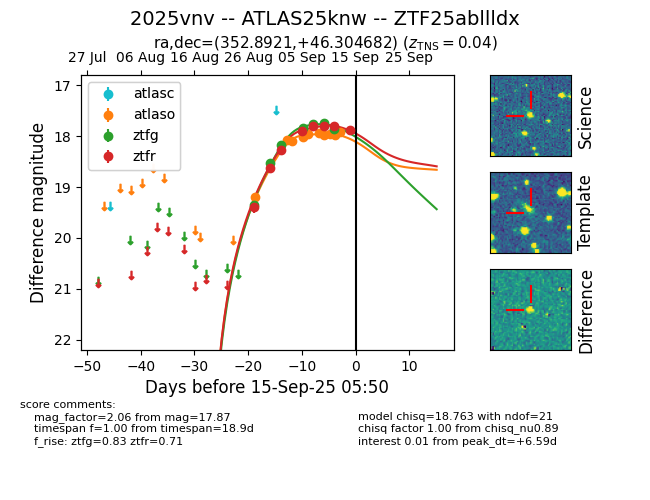 2025vnv -- ATLAS25knw -- ZTF25abllldx
ra,dec=(352.8921,+46.304682) (z_TNS = 0.04)
27 Jul 06 Aug 16 Aug 26 Aug 05 Sep 15 Sep 25 Sep
17
18
19
20
21
22
Difference magnitude
atlasc
atlaso
ztfg
ztfr
−50 −40 −30 −20 −10 0 10
Days before 15-Sep-25 05:50
Science
Template
Difference
score comments:
mag_factor=2.06 from mag=17.87
timespan f=1.00 from timespan=18.9d
f_rise: ztfg=0.83 ztfr=0.71
model chisq=18.763 with ndof=21
chisq factor 1.00 from chisq_nu0.89
interest 0.01 from peak_dt=+6.59d